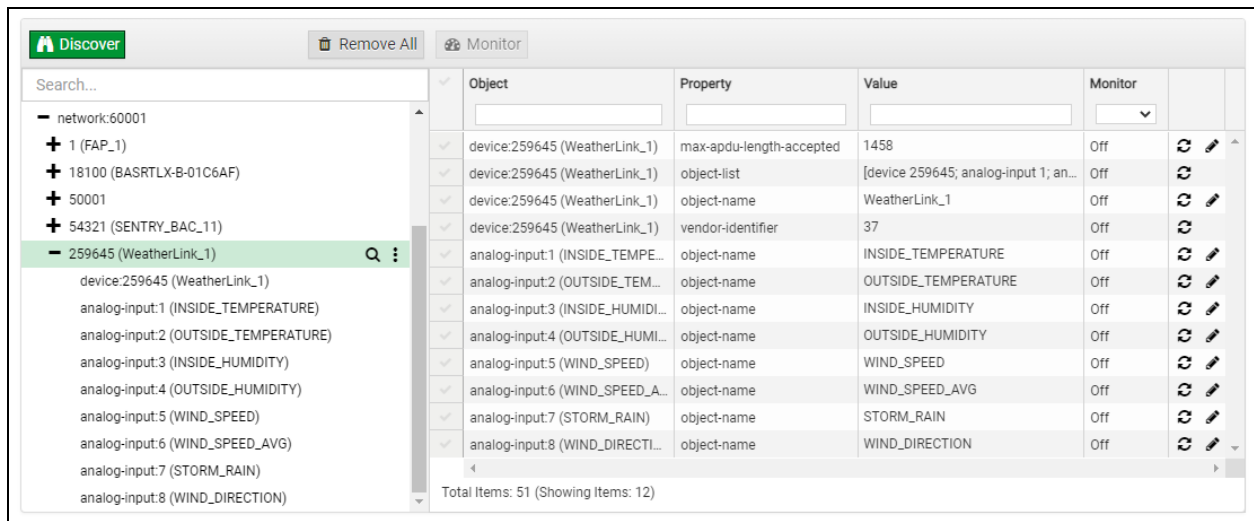 Discover
Remove All
Monitor
Search...
network:60001
1 (FAP_1)
18100 (BASRTLX-B-01C6AF)
50001
54321 (SENTRY_BAC_11)
259645 (WeatherLink_1)
device:259645 (WeatherLink_1)
analog-input:1 (INSIDE_TEMPERATURE)
analog-input:2 (OUTSIDE_TEMPERATURE)
analog-input:3 (INSIDE_HUMIDITY)
analog-input:4 (OUTSIDE_HUMIDITY)
analog-input:5 (WIND_SPEED)
analog-input:6 (WIND_SPEED_AVG)
analog-input:7 (STORM_RAIN)
analog-input:8 (WIND_DIRECTION)
Object Property Value Monitor
device:259645 (WeatherLink_1) max-apdu-length-accepted 1458 Off
device:259645 (WeatherLink_1) object-list [device 259645; analog-input 1; an... Off
device:259645 (WeatherLink_1) object-name WeatherLink_1 Off
device:259645 (WeatherLink_1) vendor-identifier 37 Off
analog-input:1 (INSIDE_TEMPE... object-name INSIDE_TEMPERATURE Off
analog-input:2 (OUTSIDE_TEM... object-name OUTSIDE_TEMPERATURE Off
analog-input:3 (INSIDE_HUMIDI... object-name INSIDE_HUMIDITY Off
analog-input:4 (OUTSIDE_HUMI... object-name OUTSIDE_HUMIDITY Off
analog-input:5 (WIND_SPEED) object-name WIND_SPEED Off
analog-input:6 (WIND_SPEED_A... object-name WIND_SPEED_AVG Off
analog-input:7 (STORM_RAIN) object-name STORM_RAIN Off
analog-input:8 (WIND_DIRECTI... object-name WIND_DIRECTION Off
Total Items: 51 (Showing Items: 12)